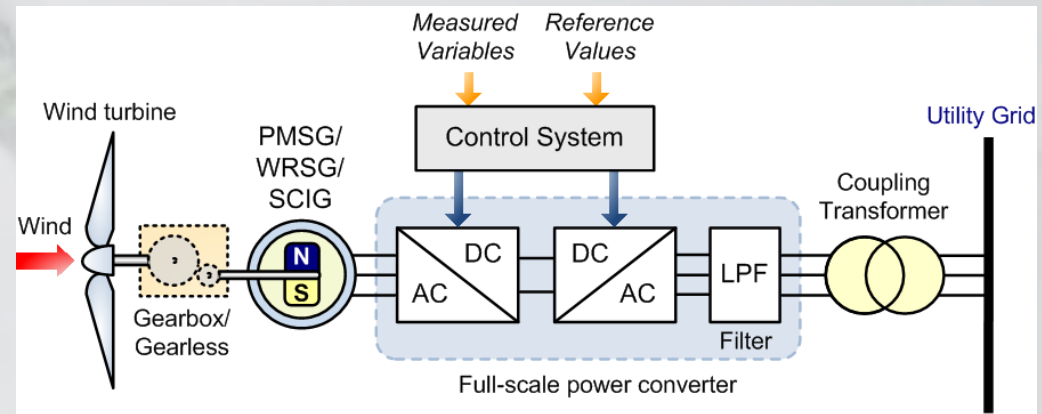 Measured
Variables
Reference
Values
Wind turbine
Control System
Utility Grid
PMSG/
WRSG/
SCIG
Coupling
Transformer
Wind
N
S
DC
AC
DC
AC
LPF
Gearbox/
Gearless
Filter
Full-scale power converter